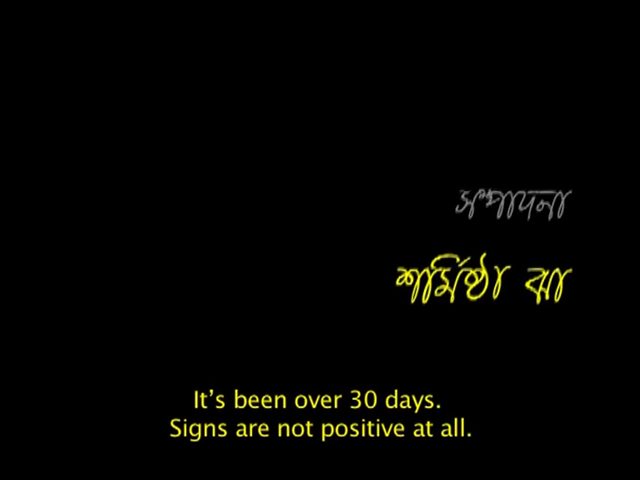 সম্পাদনা
শর্মিষ্ঠা ঝা
It’s been over 30 days.
Signs are not positive at all.